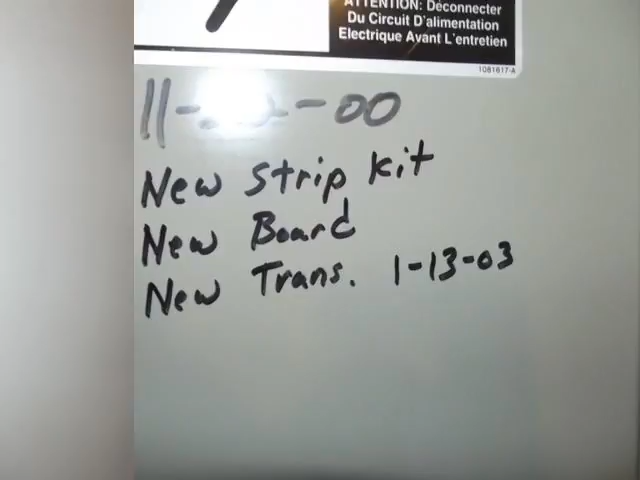 ATTENTION: Déconnecter
Du Circuit D'alimentation
Electrique Avant L'entretien
1081617-A
New Strip Kit
New Board
New Trans. 1-13-03